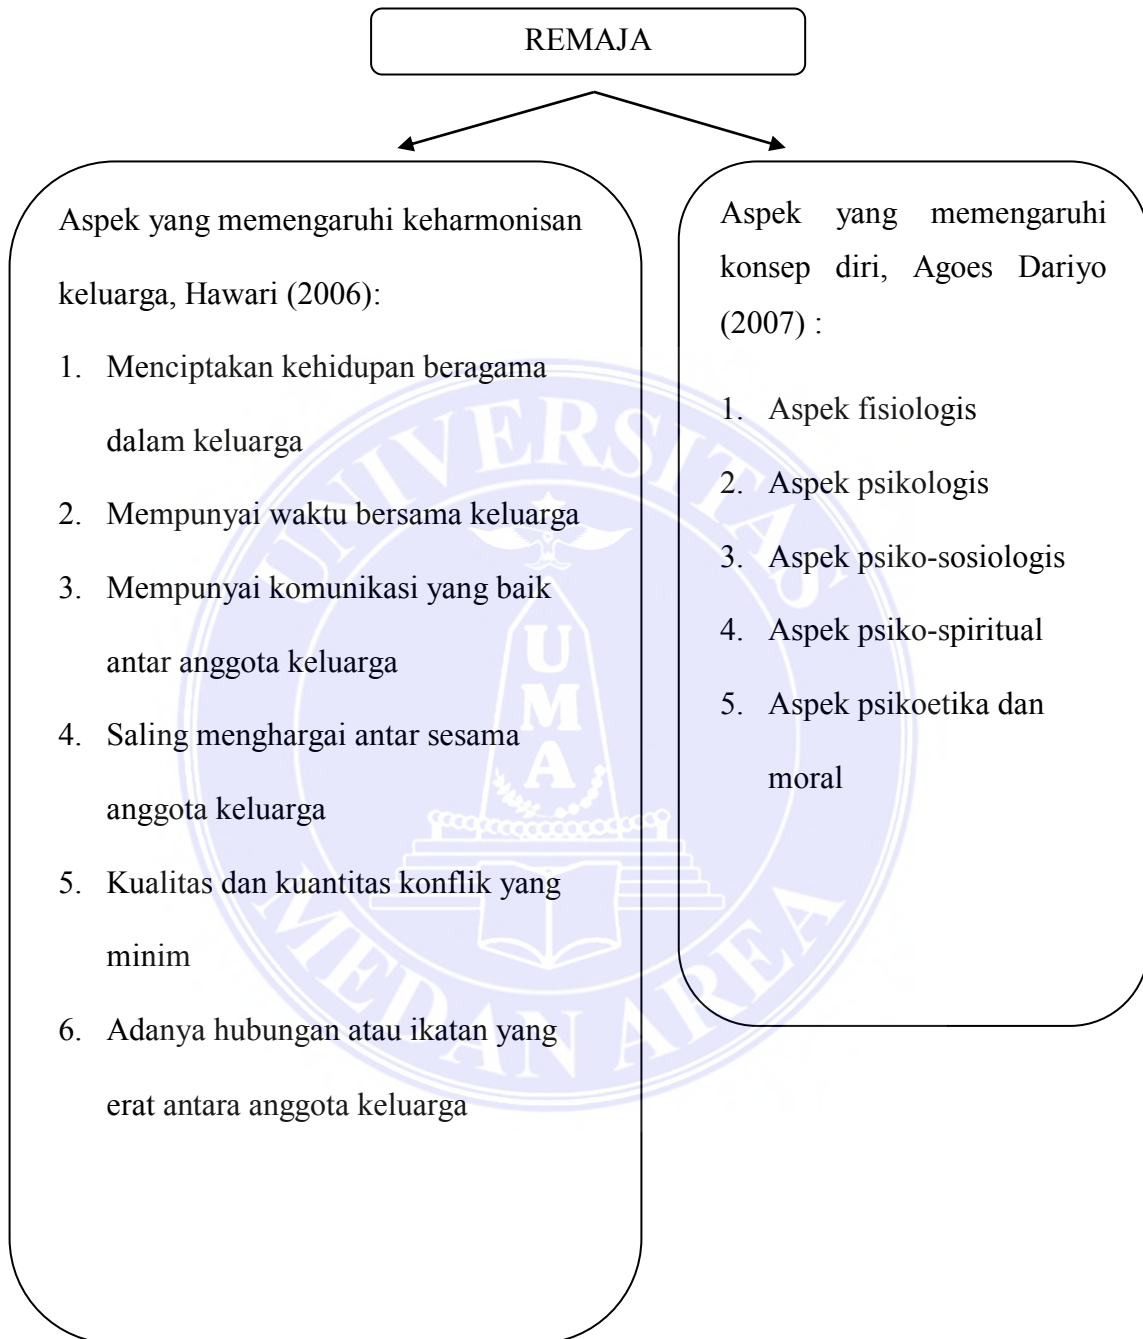 REMAJA
Aspek yang memengaruhi keharmonisan
keluarga, Hawari (2006):
1. Menciptakan kehidupan beragama
dalam keluarga
2. Mempunyai waktu bersama keluarga
3. Mempunyai komunikasi yang baik
antar anggota keluarga
4. Saling menghargai antar sesama
anggota keluarga
5. Kualitas dan kuantitas konflik yang
minim
6. Adanya hubungan atau ikatan yang
erat antara anggota keluarga
Aspek yang memengaruhi
konsep diri, Agoes Dariyo
(2007) :
1. Aspek fisiologis
2. Aspek psikologis
3. Aspek psiko-sosiologis
4. Aspek psiko-spiritual
5. Aspek psikoetika dan
moral
UNIVERSITAS
UMA
MEDAN AREA